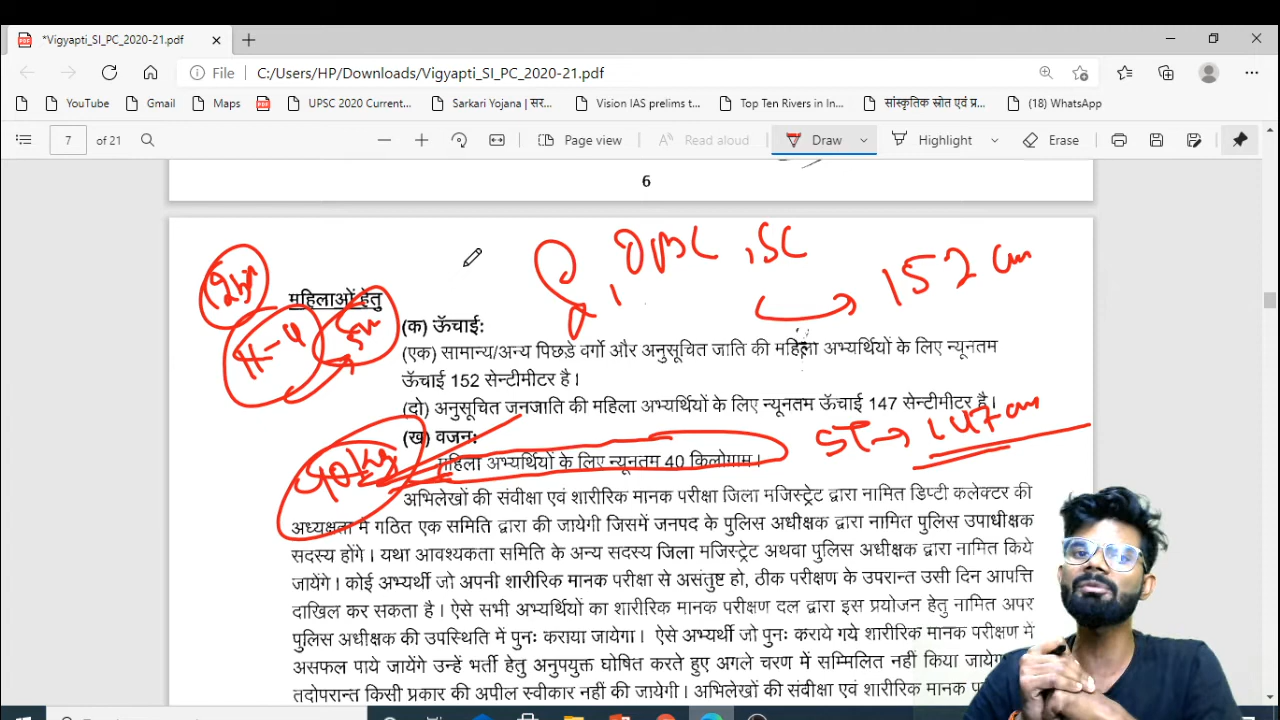 *Vigyapti_SI_PC_2020-21.pdf
File C:/Users/HP/Downloads/Vigyapti_SI_PC_2020-21.pdf
YouTube Gmail Maps UPSC 2020 Current... Sarkari Yojana | सर... Vision IAS prelims t... Top Ten Rivers in In... सांस्कृतिक स्रोत एवं प्र... (18) WhatsApp
7 of 21 Page view Read aloud Draw Highlight Erase
6
OBC, SC
152 cm
महिलाओं हेतु
(क) ऊँचाई:
(एक) सामान्य/अन्य पिछडे वर्गो और अनुसूचित जाति की महिला अभ्यर्थियों के लिए न्यूनतम
ऊँचाई 152 सेन्टीमीटर है।
(दो) अनुसूचित जनजाति की महिला अभ्यर्थियों के लिए न्यूनतम ऊँचाई 147 सेन्टीमीटर है।
(ख) वजन:
ST → 147 cm
40 kg
महिला अभ्यर्थियों के लिए न्यूनतम 40 किलोगाम।
अभिलेखों की संवीक्षा एवं शारीरिक मानक परीक्षा जिला मजिस्ट्रेट द्वारा नामित डिप्टी कलेक्टर की
अध्यक्षता में गठित एक समिति द्वारा की जायेगी जिसमें जनपद के पुलिस अधीक्षक द्वारा नामित पुलिस उपाधीक्षक
सदस्य होंगे। यथा आवश्यकता समिति के अन्य सदस्य जिला मजिस्ट्रेट अथवा पुलिस अधीक्षक द्वारा नामित किये
जायेंगे। कोई अभ्यर्थी जो अपनी शारीरिक मानक परीक्षा से असंतुष्ट हो, ठीक परीक्षण के उपरान्त उसी दिन आपत्ति
दाखिल कर सकता है। ऐसे सभी अभ्यर्थियों का शारीरिक मानक परीक्षण दल द्वारा इस प्रयोजन हेतु नामित अपर
पुलिस अधीक्षक की उपस्थिति में पुनः कराया जायेगा। ऐसे अभ्यर्थी जो पुनः कराये गये शारीरिक मानक परीक्षण में
असफल पाये जायेंगे उन्हें भर्ती हेतु अनुपयुक्त घोषित करते हुए अगले चरण में सम्मिलित नहीं किया
तदोपरान्त किसी प्रकार की अपील स्वीकार नहीं की जायेगी। अभिलेखों की संवीक्षा एवं शारीरिक